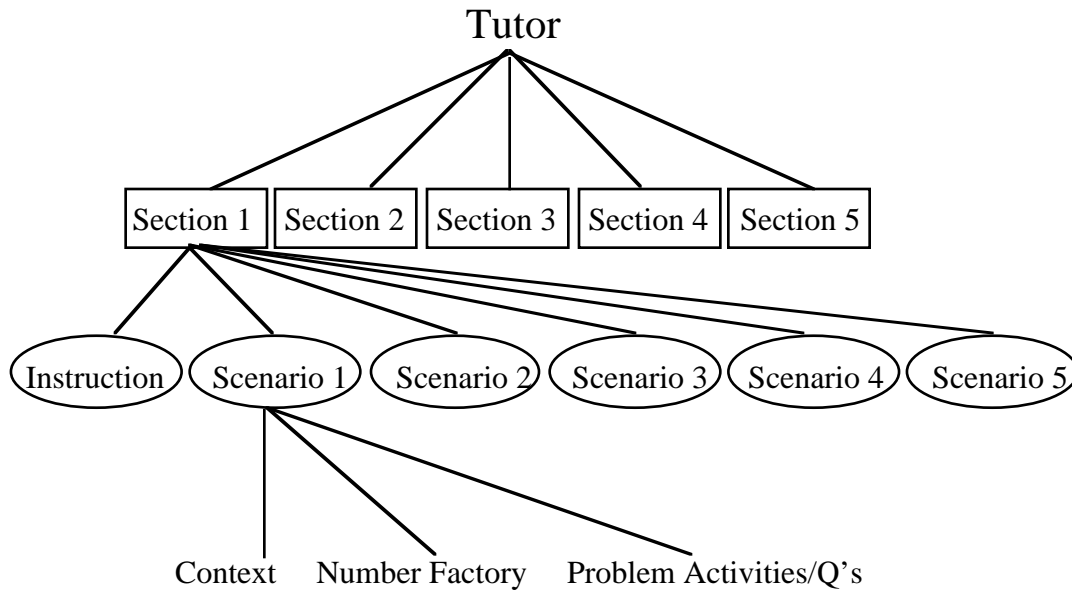 Tutor
Section 1 Section 2 Section 3 Section 4 Section 5
Instruction Scenario 1 Scenario 2 Scenario 3 Scenario 4 Scenario 5
Context Number Factory Problem Activities/Q’s